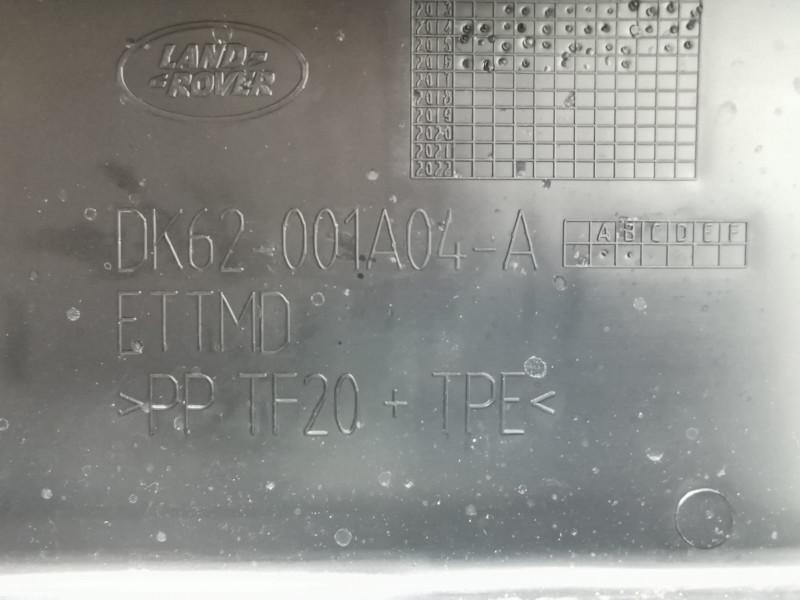 LAND
ROVER
2013
2014
2015
2016
2017
2018
2019
2020
2021
2022
DK62-001A04-A
A B C D E F
ETTMD
>PP TF20 + TPE<